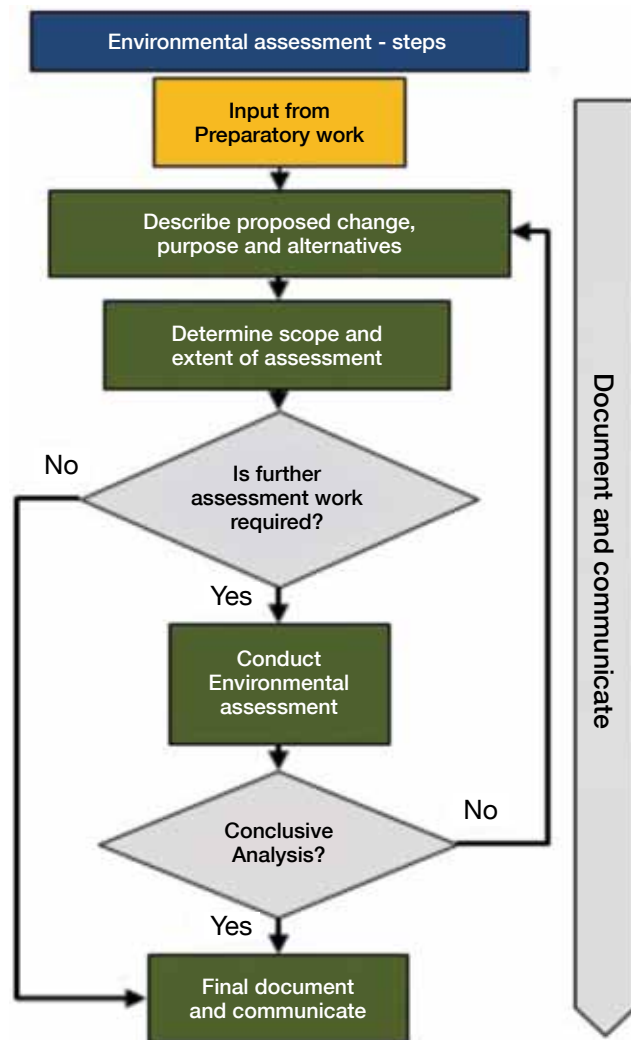 Environmental assessment - steps
Input from
Preparatory work
Describe proposed change,
purpose and alternatives
Determine scope and
extent of assessment
No
Is further
assessment work
required?
Yes
Conduct
Environmental
assessment
No
Conclusive
Analysis?
Yes
Final document
and communicate
Document and communicate